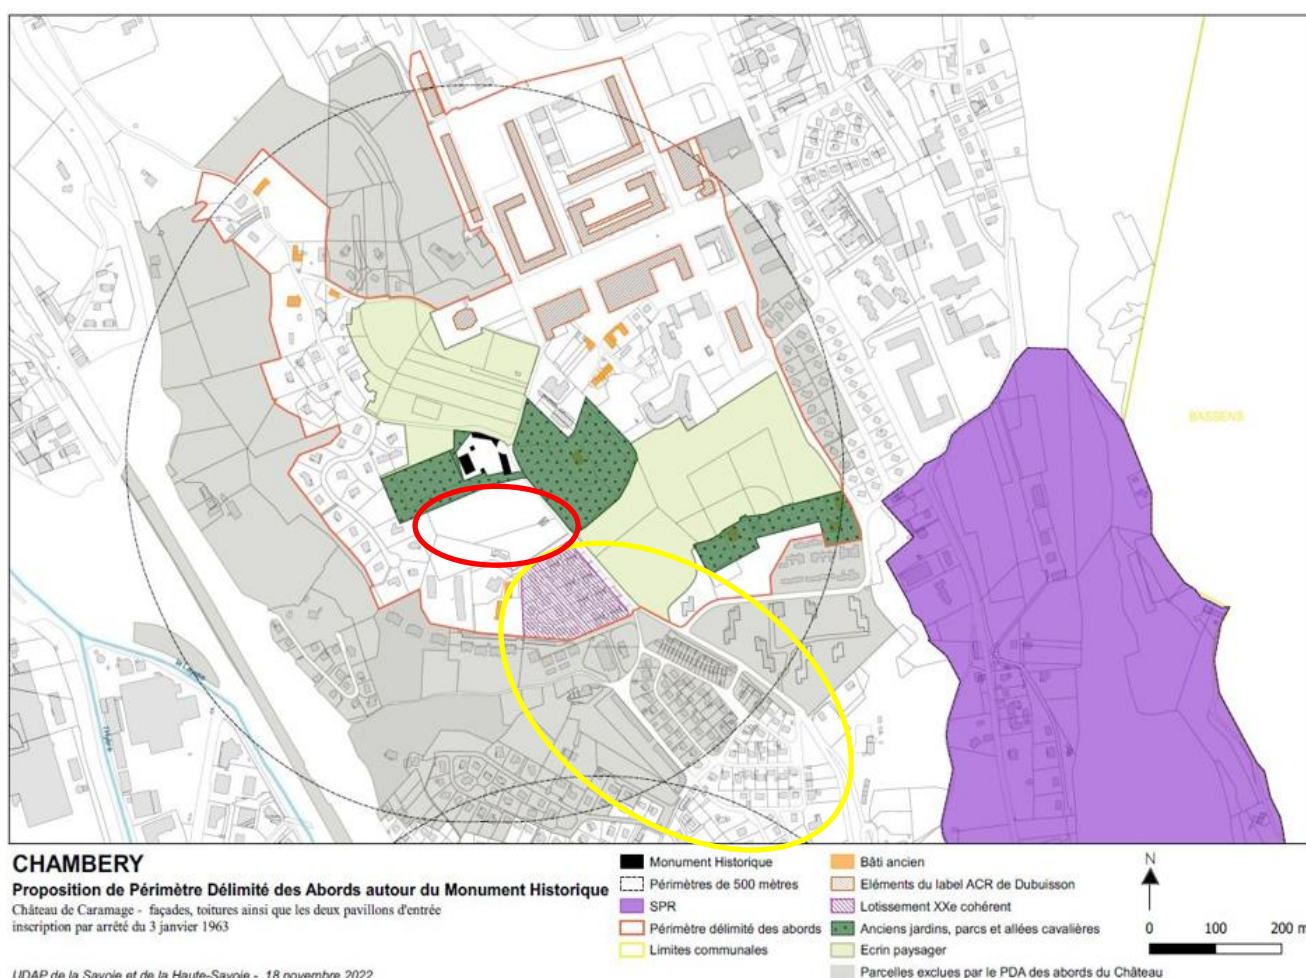 BASSENS
la Leysse
l'Hyère
CHAMBERY
Proposition de Périmètre Délimité des Abords autour du Monument Historique
Château de Caramage - façades, toitures ainsi que les deux pavillons d'entrée
inscription par arrêté du 3 janvier 1963
UDAP de la Savoie et de la Haute-Savoie - 18 novembre 2022
Monument Historique
Périmètres de 500 mètres
SPR
Périmètre délimité des abords
Limites communales
Bâti ancien
Eléments du label ACR de Dubuisson
Lotissement XXe cohérent
Anciens jardins, parcs et allées cavalières
Ecrin paysager
Parcelles exclues par le PDA des abords du Château
N
0 100 200 m